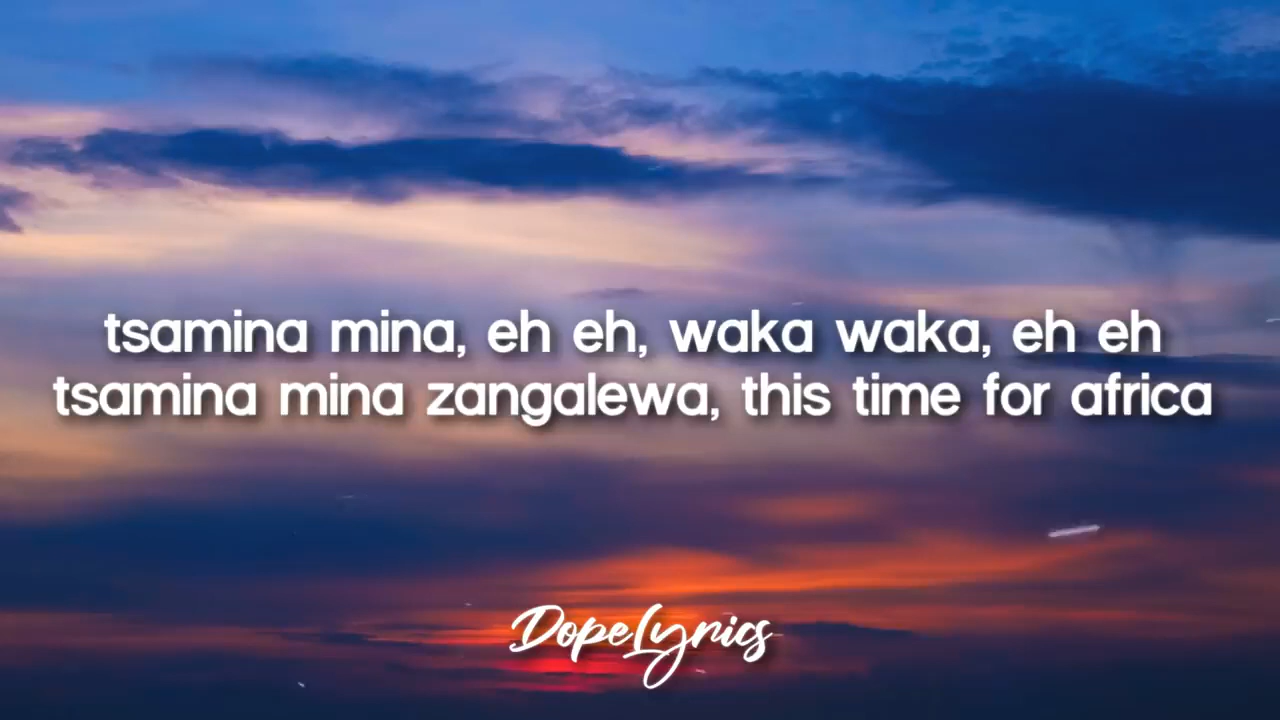 tsamina mina, eh eh, waka waka, eh eh
tsamina mina zangalewa, this time for africa
DopeLyrics